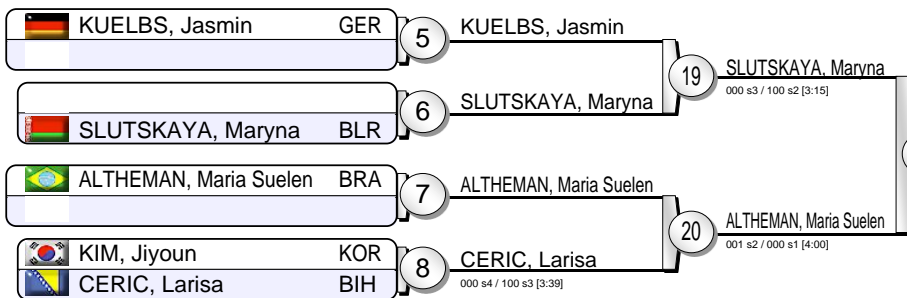 KUELBS, Jasmin GER
5
KUELBS, Jasmin
19
SLUTSKAYA, Maryna
000 s3 / 100 s2 [3:15]
6
SLUTSKAYA, Maryna
SLUTSKAYA, Maryna BLR
ALTHEMAN, Maria Suelen BRA
7
ALTHEMAN, Maria Suelen
20
ALTHEMAN, Maria Suelen
001 s2 / 000 s1 [4:00]
KIM, Jiyoun KOR
8
CERIC, Larisa
000 s4 / 100 s3 [3:39]
CERIC, Larisa BIH